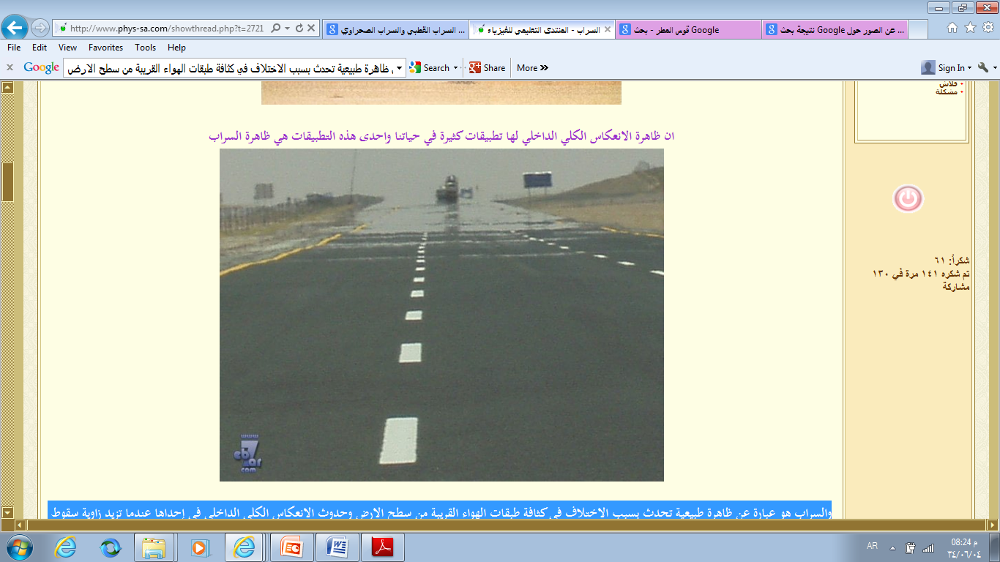 http://www.phys-sa.com/showthread.php?t=2721
السراب القطبي والسراب الصحراوي ...
السراب - المنتدى التعليمي للفيزياء
قوس المطر - بحث Google
نتيجة بحث Google عن الصور حول ...
File Edit View Favorites Tools Help
Google
ظاهرة طبيعية تحدث بسبب الاختلاف في كثافة طبقات الهواء القريبة من سطح الارض
Search Share More »
Sign In
فلاش
مشكلة
ان ظاهرة الانعكاس الكلي الداخلي لها تطبيقات كثيرة في حياتنا واحدى هذه التطبيقات هي ظاهرة السراب
شكراً: ٦١
تم شكره ١٤١ مرة في ١٣٠
مشاركة
eb7ar
com
والسراب هو عبارة عن ظاهرة طبيعية تحدث بسبب الاختلاف في كثافة طبقات الهواء القريبة من سطح الارض وحدوث الانعكاس الكلي الداخلي في إحداها عندما تزيد زاوية سقوط
AR
08:24 م
٣٤/٠٦/٠٤